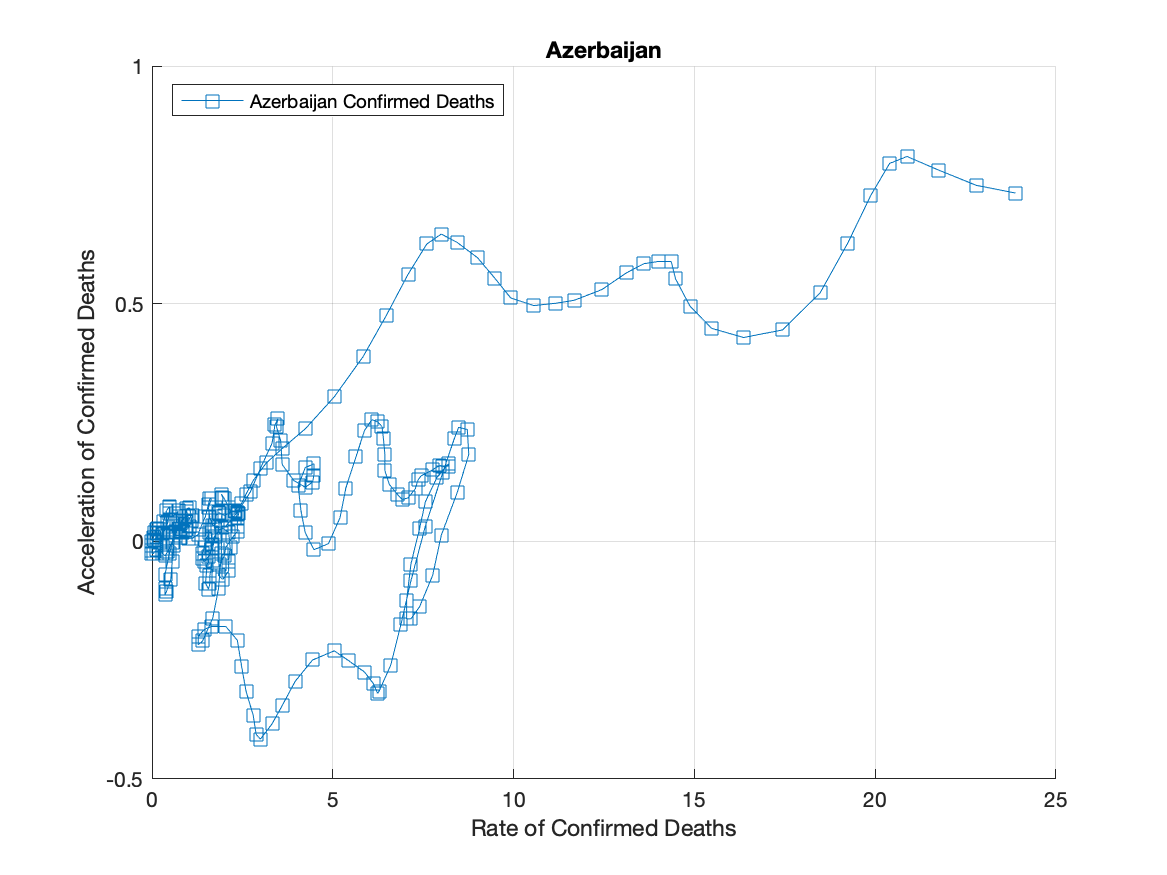 Azerbaijan
1
Azerbaijan Confirmed Deaths
0.5
0
-0.5
Acceleration of Confirmed Deaths
0 5 10 15 20 25
Rate of Confirmed Deaths